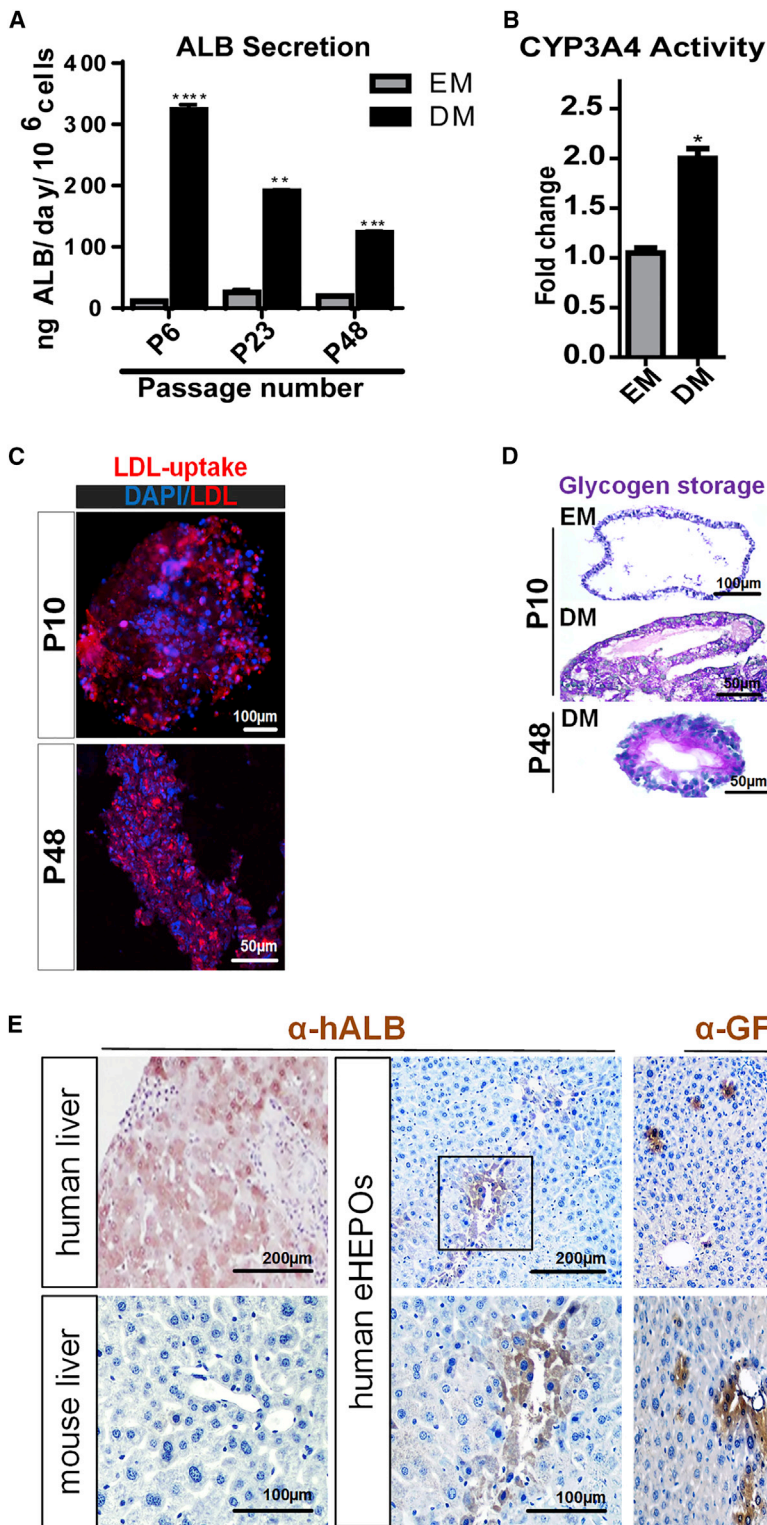 A
ALB Secretion
ng ALB/day/10 6 cells
400
300
200
100
0
****
**
***
EM
DM
P6
P23
P48
Passage number
B
CYP3A4 Activity
Fold change
2.5
2.0
1.5
1.0
0.5
0.0
*
EM
DM
C
LDL-uptake
DAPI/LDL
P10
100µm
P48
50µm
D
Glycogen storage
P10
EM
100µm
DM
50µm
P48
DM
50µm
E
α-hALB
α-GF
human liver
200µm
human eHEPOs
200µm
mouse liver
100µm
100µm